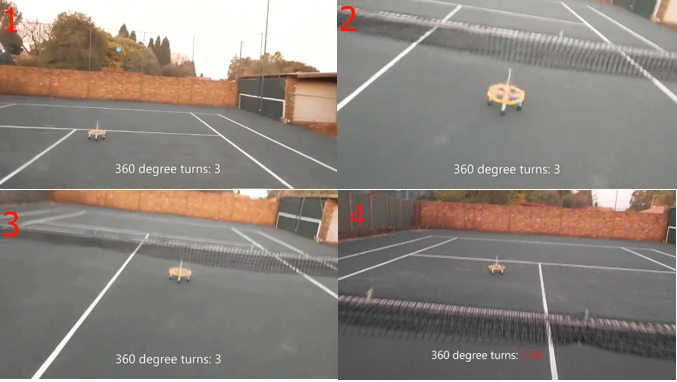 1
2
360 degree turns: 3
360 degree turns: 3
3
4
360 degree turns: 3
360 degree turns: